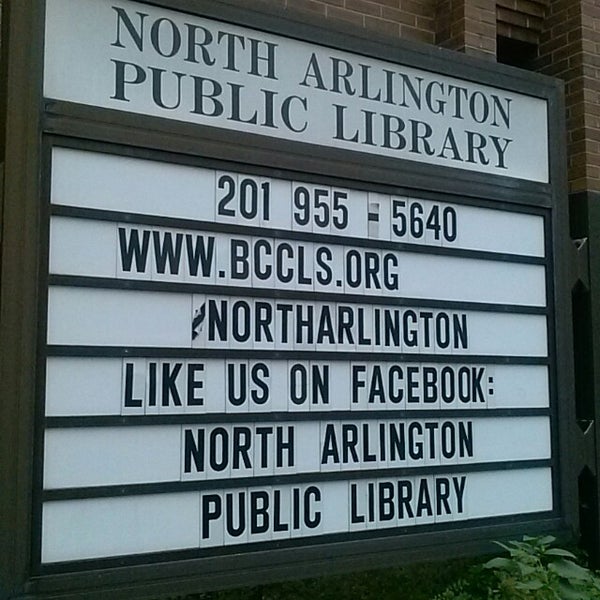 NORTH ARLINGTON
PUBLIC LIBRARY
201 955 - 5640
WWW.BCCLS.ORG
/NORTHARLINGTON
LIKE US ON FACEBOOK:
NORTH ARLINGTON
PUBLIC LIBRARY